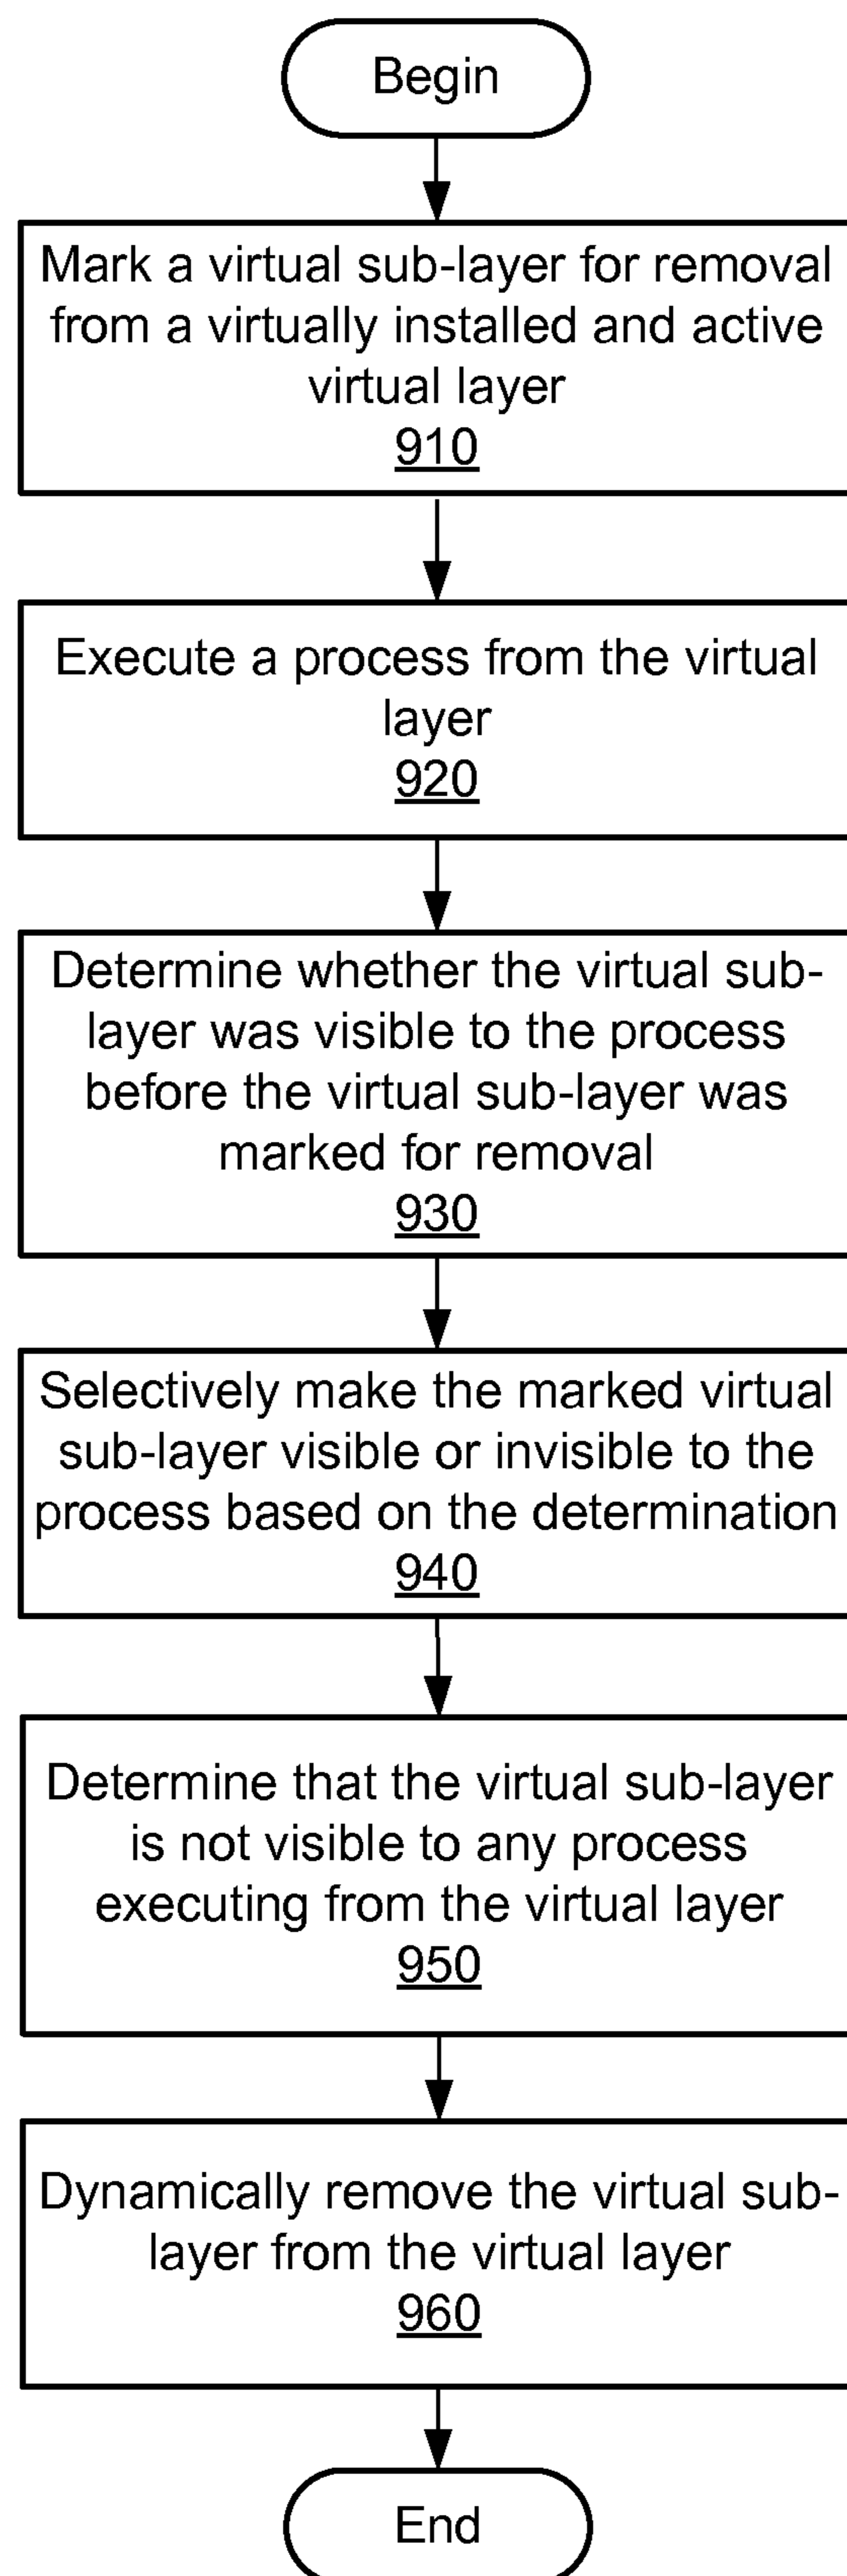 Begin
Mark a virtual sub-layer for removal
from a virtually installed and active
virtual layer
910
Execute a process from the virtual
layer
920
Determine whether the virtual sub-
layer was visible to the process
before the virtual sub-layer was
marked for removal
930
Selectively make the marked virtual
sub-layer visible or invisible to the
process based on the determination
940
Determine that the virtual sub-layer
is not visible to any process
executing from the virtual layer
950
Dynamically remove the virtual sub-
layer from the virtual layer
960
End